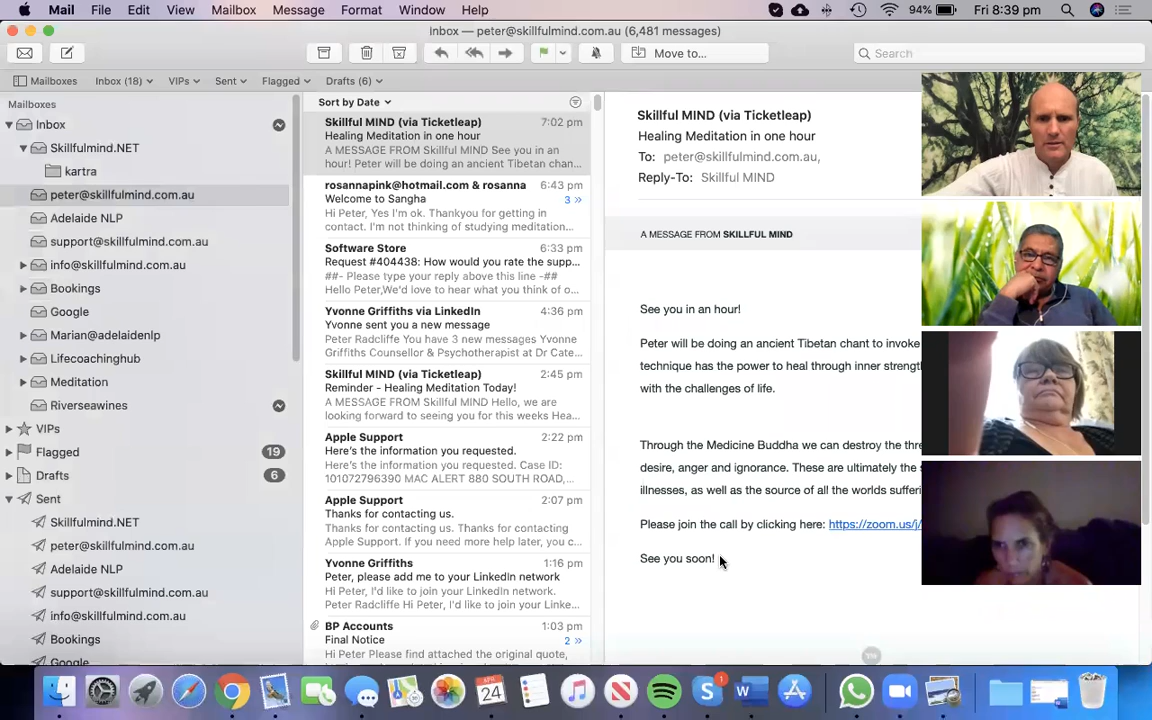 Mail File Edit View Mailbox Message Format Window Help 94% Fri 8:39 pm
Inbox — peter@skillfulmind.com.au (6,481 messages)
Move to... Search
Mailboxes Inbox (18) VIPs Sent Flagged Drafts (6)
Mailboxes
Inbox
Skillfulmind.NET
kartra
peter@skillfulmind.com.au
Adelaide NLP
support@skillfulmind.com.au
info@skillfulmind.com.au
Bookings
Google
Marian@adelaidenlp
Lifecoachinghub
Meditation
Riverseawines
VIPs
Flagged 19
Drafts 6
Sent
Skillfulmind.NET
peter@skillfulmind.com.au
Adelaide NLP
support@skillfulmind.com.au
info@skillfulmind.com.au
Bookings
Google
Sort by Date
Skillful MIND (via Ticketleap) 7:02 pm
Healing Meditation in one hour
A MESSAGE FROM Skillful MIND See you in an
hour! Peter will be doing an ancient Tibetan chan...
rosannapink@hotmail.com & rosanna 6:43 pm
Welcome to Sangha 3 »
Hi Peter, Yes I'm ok. Thankyou for getting in
contact. I'm not thinking of studying meditation...
Software Store 6:33 pm
Request #404438: How would you rate the supp...
##- Please type your reply above this line -##
Hello Peter,We'd love to hear what you think of o...
Yvonne Griffiths via LinkedIn 4:36 pm
Yvonne sent you a new message
Peter Radcliffe You have 3 new messages Yvonne
Griffiths Counsellor & Psychotherapist at Dr Cate...
Skillful MIND (via Ticketleap) 2:45 pm
Reminder - Healing Meditation Today!
A MESSAGE FROM Skillful MIND Hello, we are
looking forward to seeing you for this weeks Hea...
Apple Support 2:22 pm
Here's the information you requested.
Here's the information you requested. Case ID:
101072796390 MAC ALERT 880 SOUTH ROAD,...
Apple Support 2:07 pm
Thanks for contacting us.
Thanks for contacting us. Thanks for contacting
Apple Support. If you need more help later, you c...
Yvonne Griffiths 1:16 pm
Peter, please add me to your LinkedIn network
Hi Peter, I'd like to join your LinkedIn network.
Peter Radcliffe Hi Peter, I'd like to join your Linke...
BP Accounts 1:03 pm
Final Notice 2 »
Hi Peter Please find attached the original quote,
Skillful MIND (via Ticketleap)
Healing Meditation in one hour
To: peter@skillfulmind.com.au,
Reply-To: Skillful MIND
A MESSAGE FROM SKILLFUL MIND
See you in an hour!
Peter will be doing an ancient Tibetan chant to invoke
technique has the power to heal through inner
with the challenges of life.
Through the Medicine Buddha we can destroy the
desire, anger and ignorance. These are ultimately the
illnesses, as well as the source of all the worlds
Please join the call by clicking here: https://zoom.us/j/
See you soon!
YW
APR
24
1